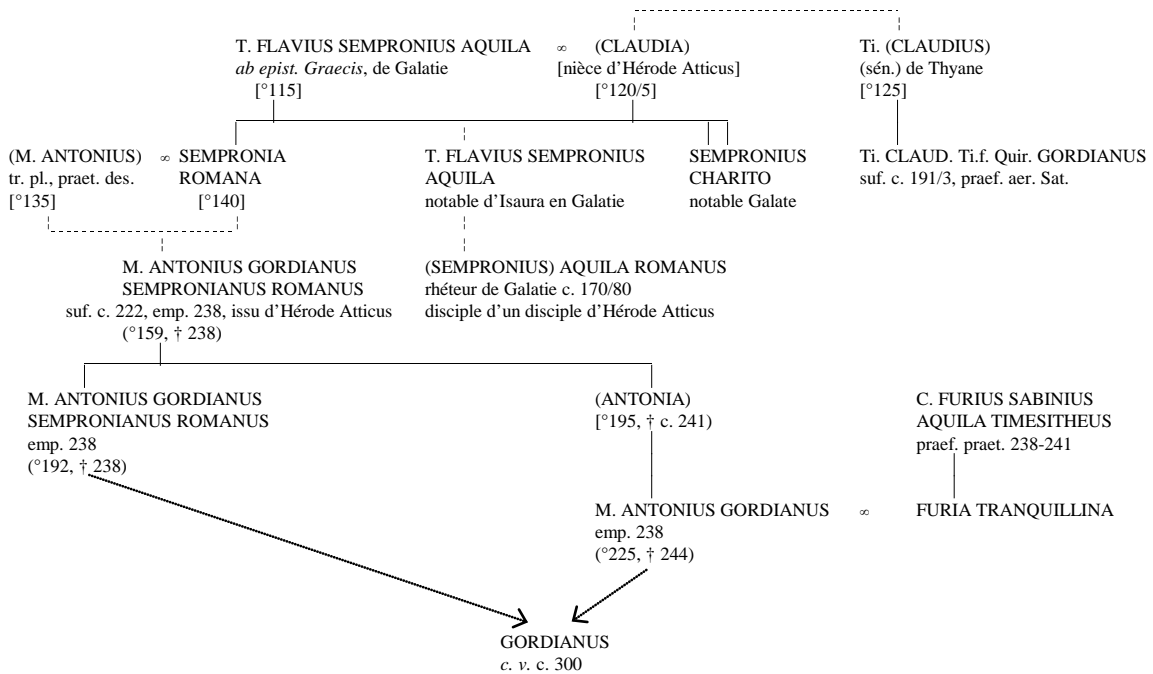 T. FLAVIUS SEMPRONIUS AQUILA ∞ (CLAUDIA) Ti. (CLAUDIUS)
ab epist. Graecis, de Galatie [nièce d'Hérode Atticus] (sén.) de Thyane
[°115] [°120/5] [°125]
(M. ANTONIUS) ∞ SEMPRONIA T. FLAVIUS SEMPRONIUS SEMPRONIUS Ti. CLAUD. Ti.f. Quir. GORDIANUS
tr. pl., praet. des. ROMANA AQUILA CHARITO suf. c. 191/3, praef. aer. Sat.
[°135] [°140] notable d'Isaura en Galatie notable Galate
M. ANTONIUS GORDIANUS (SEMPRONIUS) AQUILA ROMANUS
SEMPRONIANUS ROMANUS rhéteur de Galatie c. 170/80
suf. c. 222, emp. 238, issu d'Hérode Atticus disciple d'un disciple d'Hérode Atticus
(°159, † 238)
M. ANTONIUS GORDIANUS (ANTONIA) C. FURIUS SABINIUS
SEMPRONIANUS ROMANUS [°195, † c. 241) AQUILA TIMESITHEUS
emp. 238 praef. praet. 238-241
(°192, † 238)
M. ANTONIUS GORDIANUS ∞ FURIA TRANQUILLINA
emp. 238
(°225, † 244)
GORDIANUS
c. v. c. 300